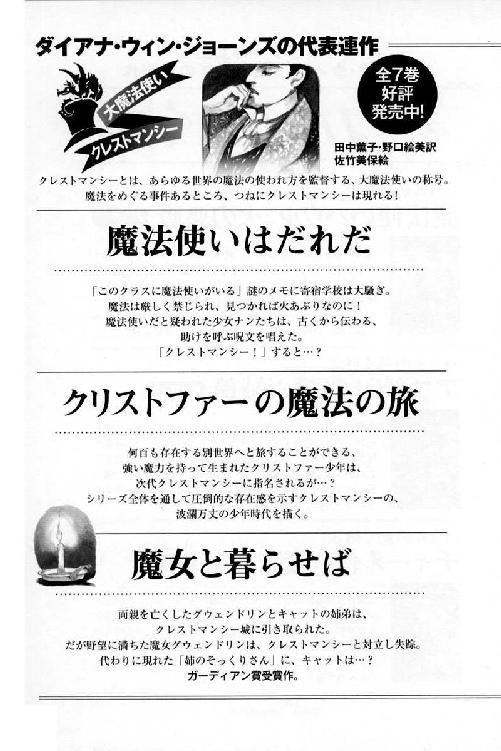 ダイアナ・ウィン・ジョーンズの代表連作
大魔法使い
クレストマンシー
全7巻
好評
発売中!
田中薫子・野口絵美訳
佐竹美保絵
クレストマンシーとは、あらゆる世界の魔法の使われ方を監督する、大魔法使いの称号。
魔法をめぐる事件あるところ、つねにクレストマンシーは現れる!
魔法使いはだれだ
「このクラスに魔法使いがいる」謎のメモに寄宿学校は大騒ぎ。
魔法は厳しく禁じられ、見つかれば火あぶりなのに!
魔法使いだと疑われた少女ナンたちは、古くから伝わる、
助けを呼ぶ呪文を唱えた。
「クレストマンシー!」すると…?
クリストファーの魔法の旅
何百も存在する別世界へと旅することができる、
強い魔力を持って生まれたクリストファー少年は、
次代クレストマンシーに指名されるが…?
シリーズ全体を通して圧倒的な存在感を示すクレストマンシーの、
波瀾万丈の少年時代を描く。
魔女と暮らせば
両親を亡くしたグウェンドリンとキャットの姉弟は、
クレストマンシー城に引き取られた。
だが野望に満ちた魔女グウェンドリンは、クレストマンシーと対立し失踪。
代わりに現れた「姉のそっくりさん」に、キャットは…?
ガーディアン賞受賞作。